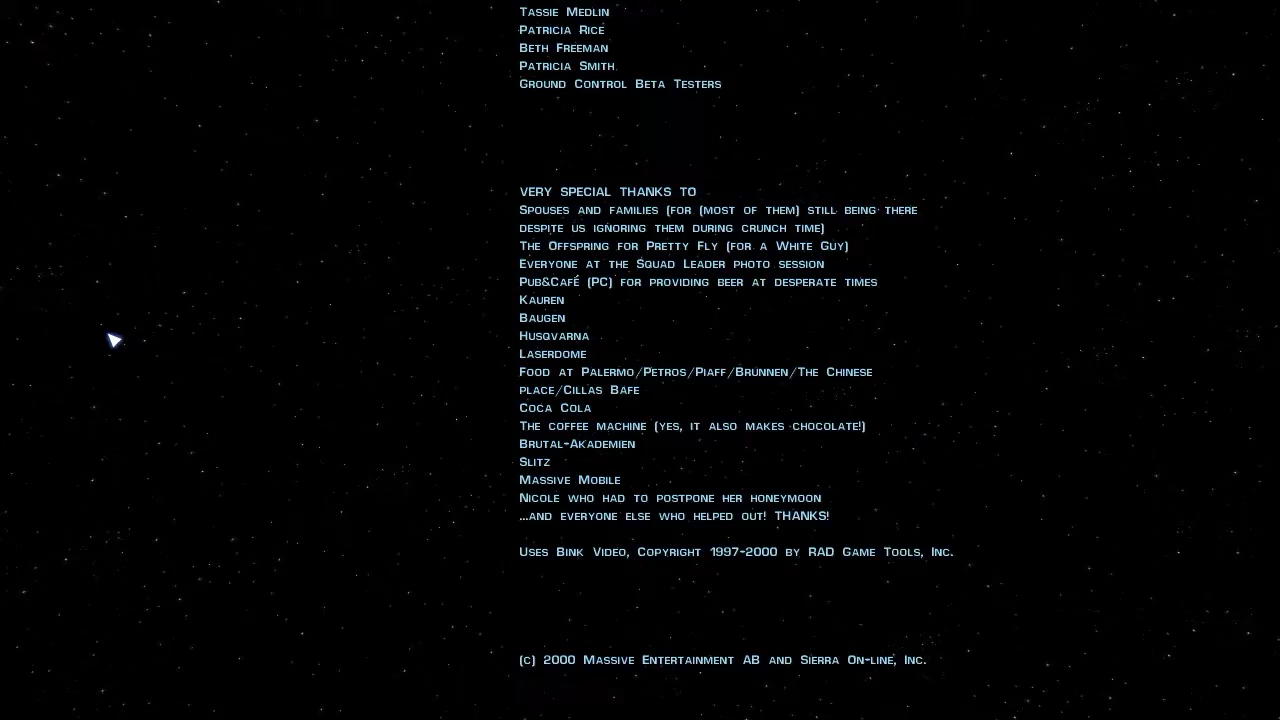 Tassie Medlin
Patricia Rice
Beth Freeman
Patricia Smith
Ground Control Beta Testers
VERY SPECIAL THANKS TO
Spouses and families (for (most of them) still being there
despite us ignoring them during crunch time)
The Offspring for Pretty Fly (for a White Guy)
Everyone at the Squad Leader photo session
Pub&Café (PC) for providing beer at desperate times
Kauren
Baugen
Husqvarna
Laserdome
Food at Palermo/Petros/Piaff/Brunnen/The Chinese
place/Cillas Bafe
Coca Cola
The coffee machine (yes, it also makes chocolate!)
Brutal-Akademien
Slitz
Massive Mobile
Nicole who had to postpone her honeymoon
...and everyone else who helped out! THANKS!
Uses Bink Video, Copyright 1997-2000 by RAD Game Tools, Inc.
(c) 2000 Massive Entertainment AB and Sierra On-line, Inc.